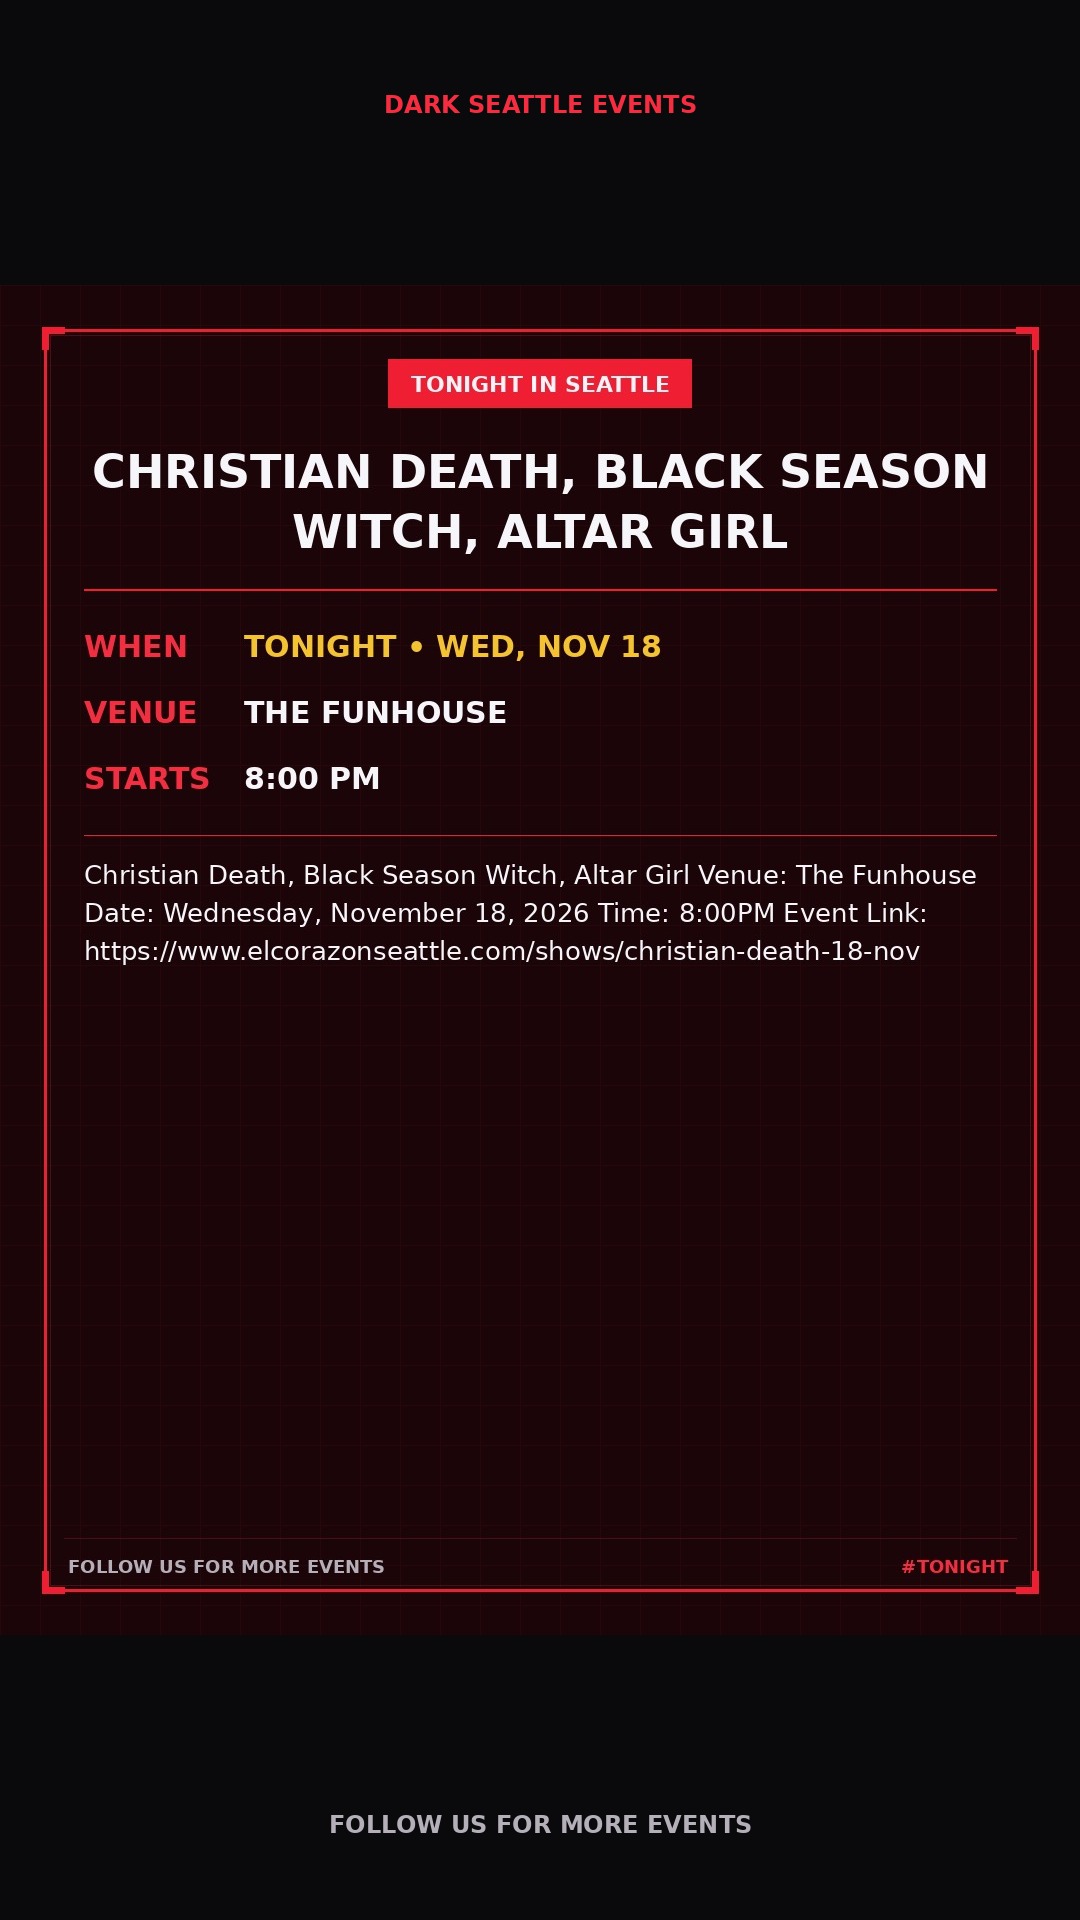 DARK SEATTLE EVENTS
TONIGHT IN SEATTLE
CHRISTIAN DEATH, BLACK SEASON
WITCH, ALTAR GIRL
WHEN TONIGHT • WED, NOV 18
VENUE THE FUNHOUSE
STARTS 8:00 PM
Christian Death, Black Season Witch, Altar Girl Venue: The Funhouse
Date: Wednesday, November 18, 2026 Time: 8:00PM Event Link:
https://www.elcorazonseattle.com/shows/christian-death-18-nov
FOLLOW US FOR MORE EVENTS #TONIGHT
FOLLOW US FOR MORE EVENTS